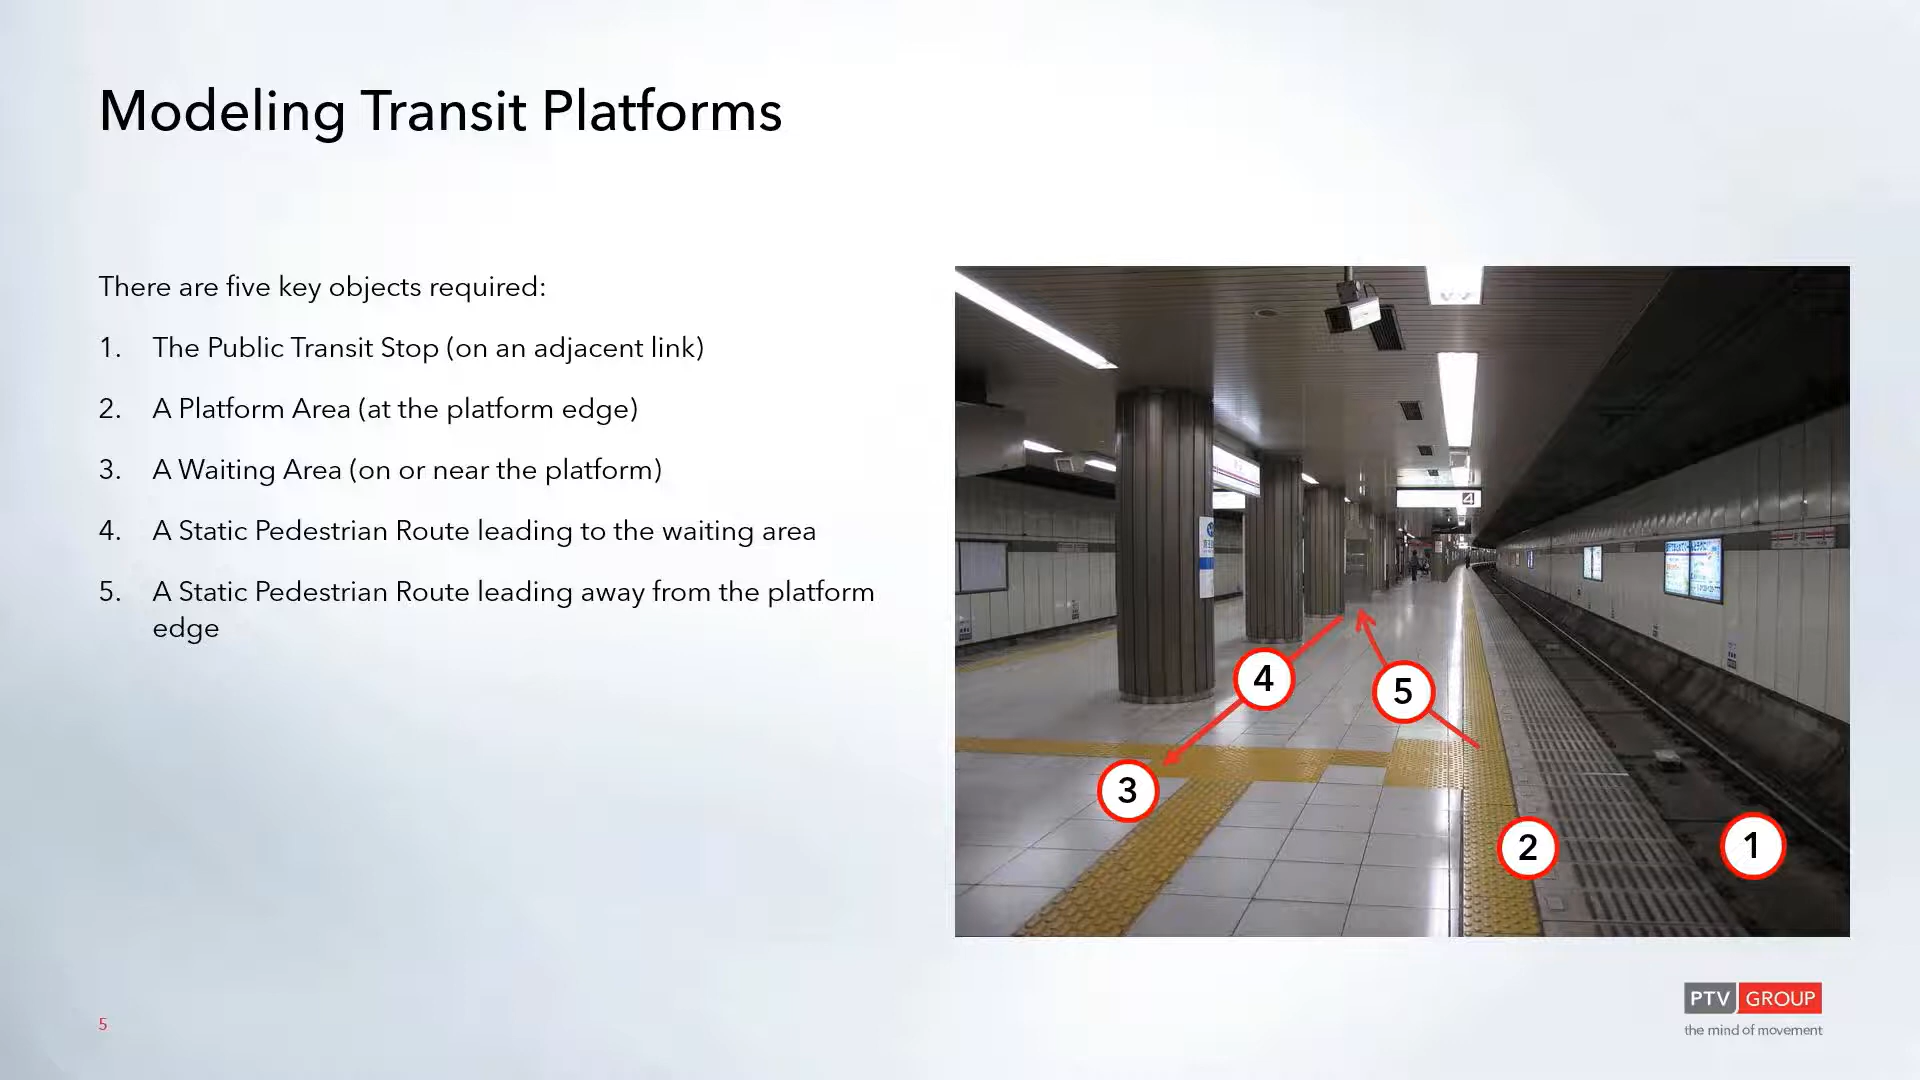 Modeling Transit Platforms
There are five key objects required:
1. The Public Transit Stop (on an adjacent link)
2. A Platform Area (at the platform edge)
3. A Waiting Area (on or near the platform)
4. A Static Pedestrian Route leading to the waiting area
5. A Static Pedestrian Route leading away from the platform
edge
4
4
5
3
2
1
5
PTV GROUP
the mind of movement